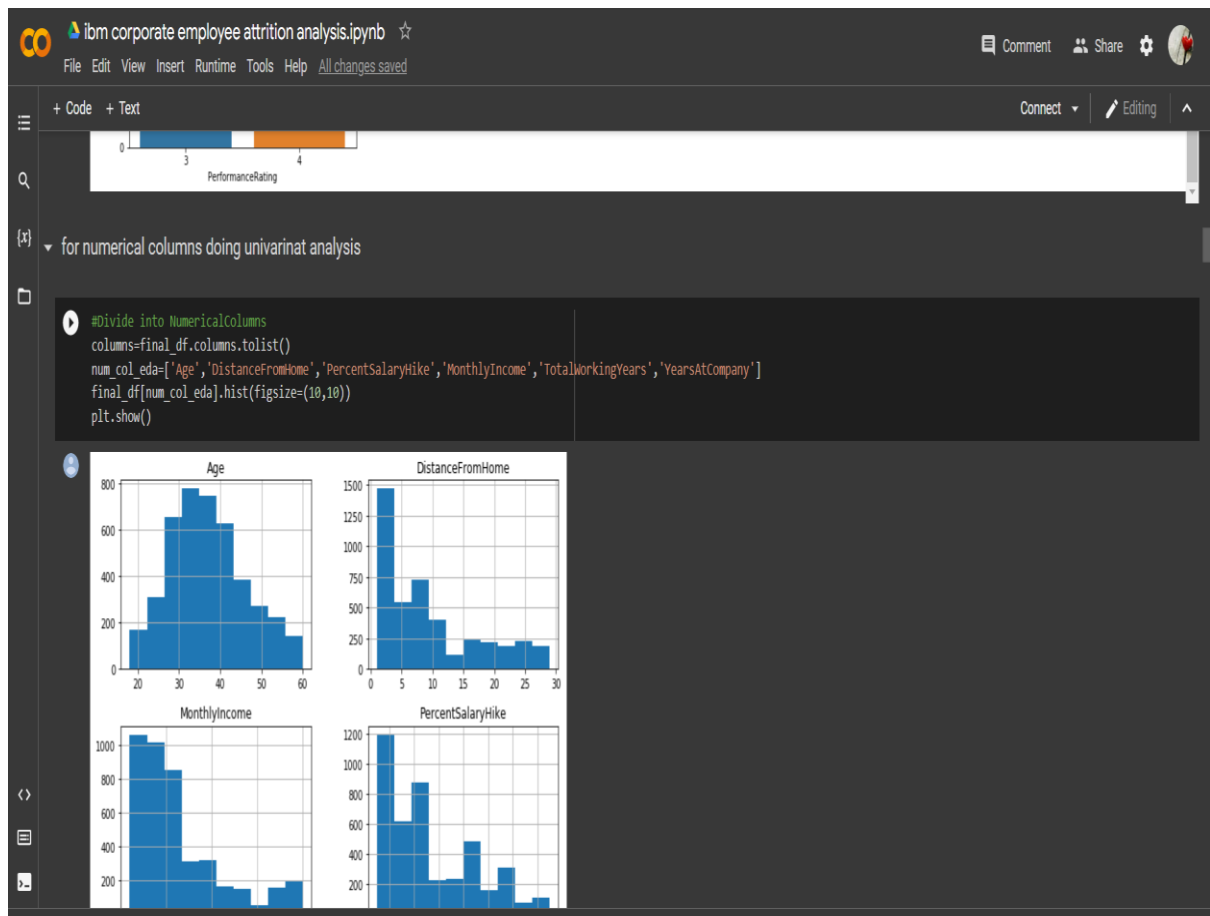 ibm corporate employee attrition analysis.ipynb
Comment Share
File Edit View Insert Runtime Tools Help All changes saved
+ Code + Text
Connect Editing
0
3 4
PerformanceRating
{x}
for numerical columns doing univarinat analysis
#Divide into NumericalColumns
columns=final_df.columns.tolist()
num_col_eda=['Age','DistanceFromHome','PercentSalaryHike','MonthlyIncome','TotalWorkingYears','YearsAtCompany']
final_df[num_col_eda].hist(figsize=(10,10))
plt.show()
Age
800
600
400
200
0
20 30 40 50 60
DistanceFromHome
1500
1250
1000
750
500
250
0
0 5 10 15 20 25 30
MonthlyIncome
1000
800
600
400
200
PercentSalaryHike
1200
1000
800
600
400
200